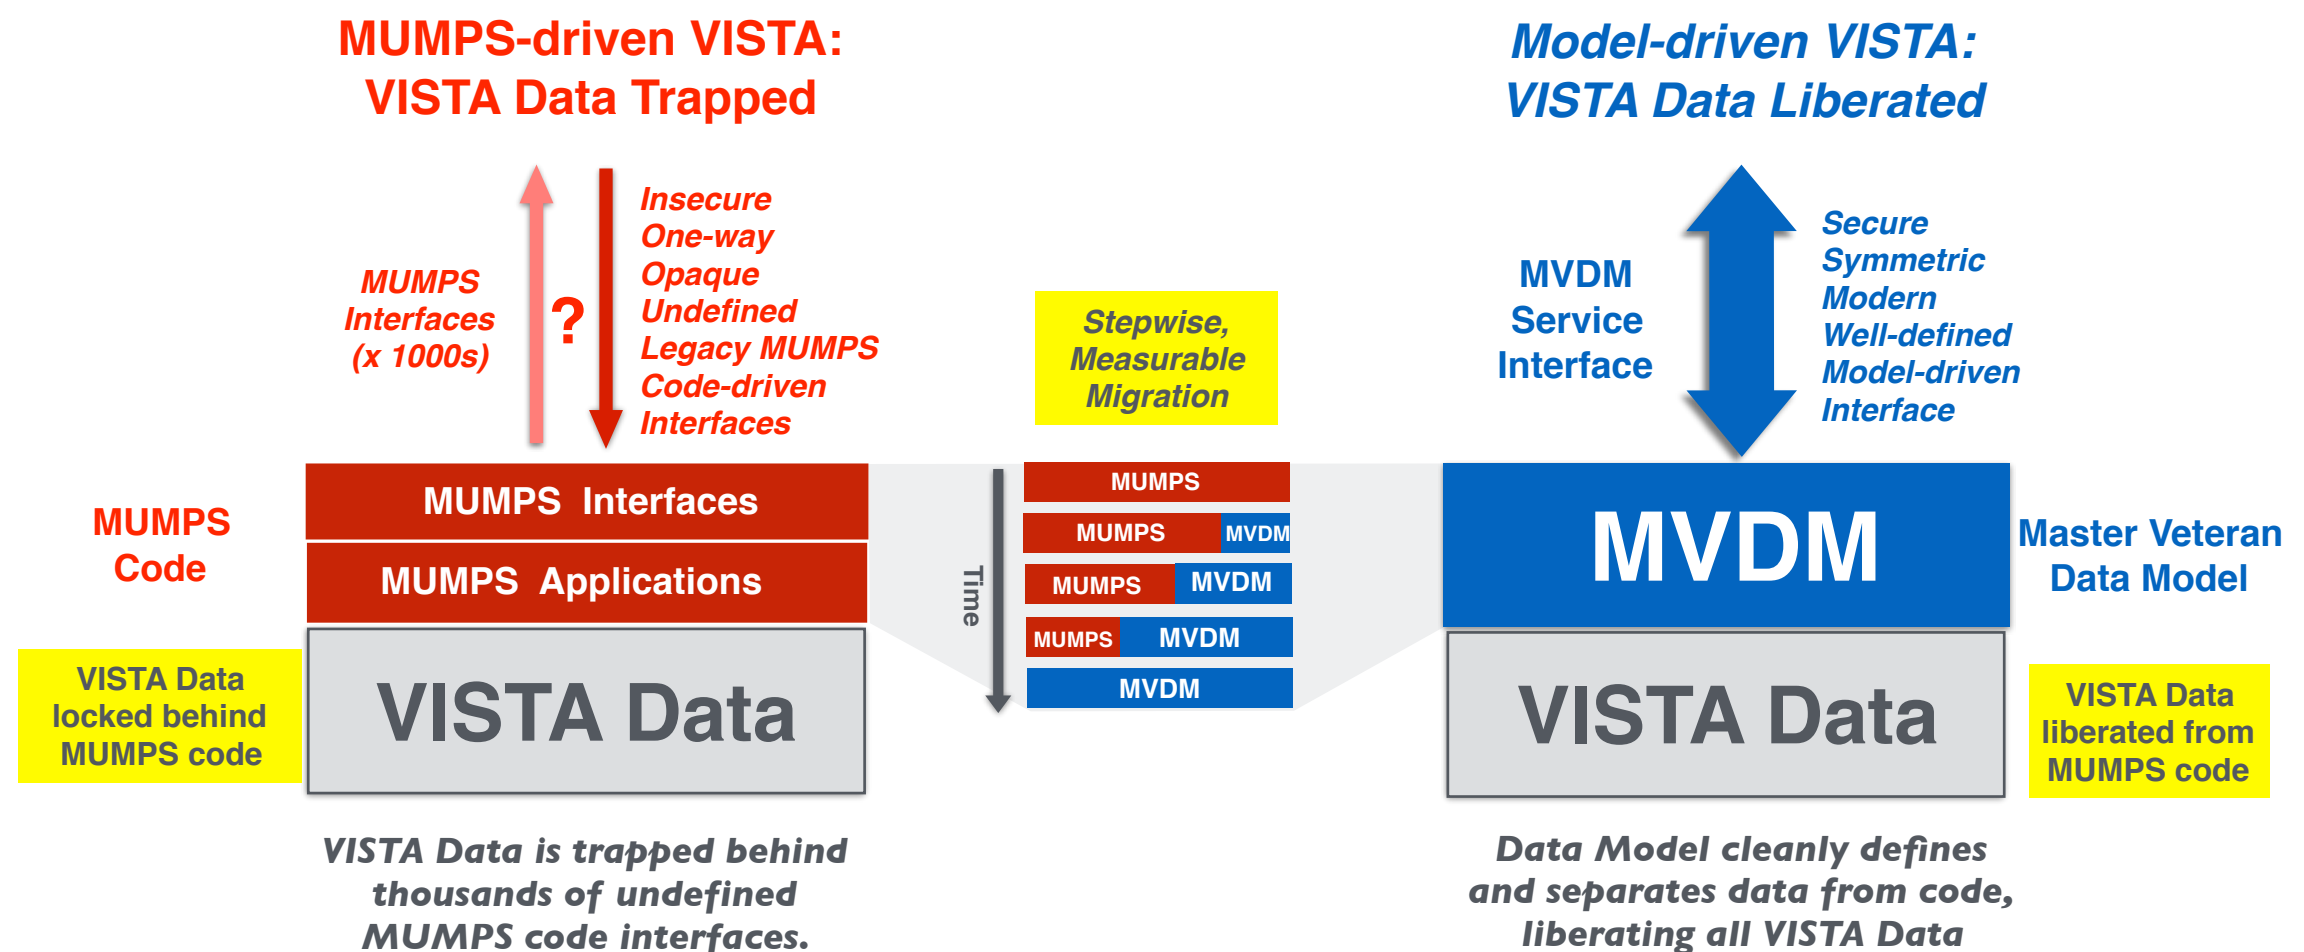 MUMPS-driven VISTA:
VISTA Data Trapped
MUMPS
Interfaces
(x 1000s)
?
Insecure
One-way
Opaque
Undefined
Legacy MUMPS
Code-driven
Interfaces
MUMPS
Code
MUMPS Interfaces
MUMPS Applications
VISTA Data
locked behind
MUMPS code
VISTA Data
VISTA Data is trapped behind
thousands of undefined
MUMPS code interfaces.
Stepwise,
Measurable
Migration
Time
MUMPS
MUMPS MVDM
MUMPS MVDM
MUMPS MVDM
MVDM
Model-driven VISTA:
VISTA Data Liberated
MVDM
Service
Interface
Secure
Symmetric
Modern
Well-defined
Model-driven
Interface
MVDM
Master Veteran
Data Model
VISTA Data
VISTA Data
liberated from
MUMPS code
Data Model cleanly defines
and separates data from code,
liberating all VISTA Data